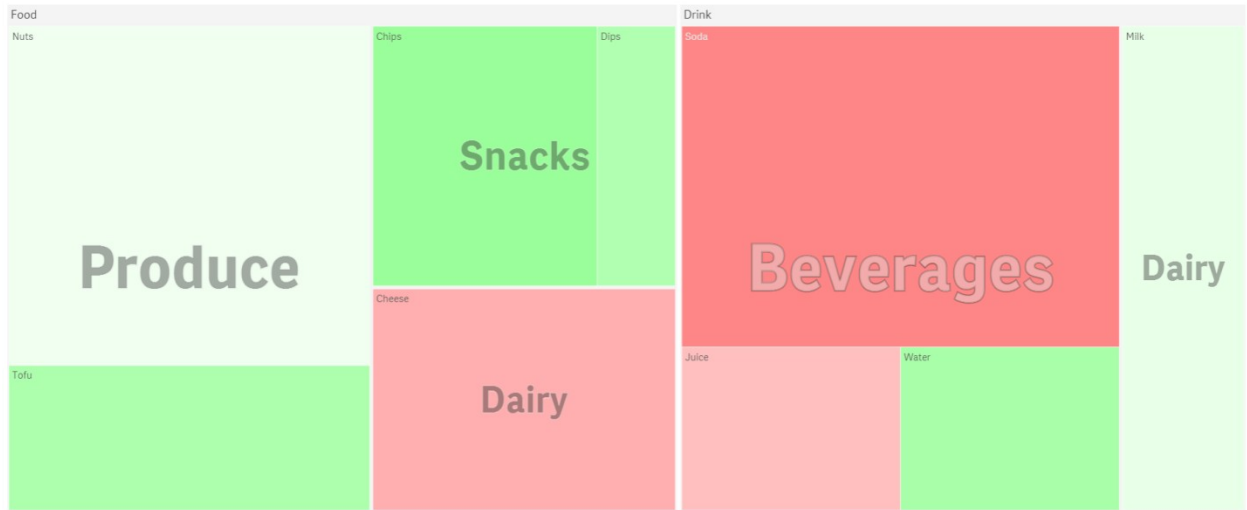 Food
Nuts
Produce
Tofu
Chips
Dips
Snacks
Cheese
Dairy
Drink
Soda
Beverages
Juice
Water
Milk
Dairy